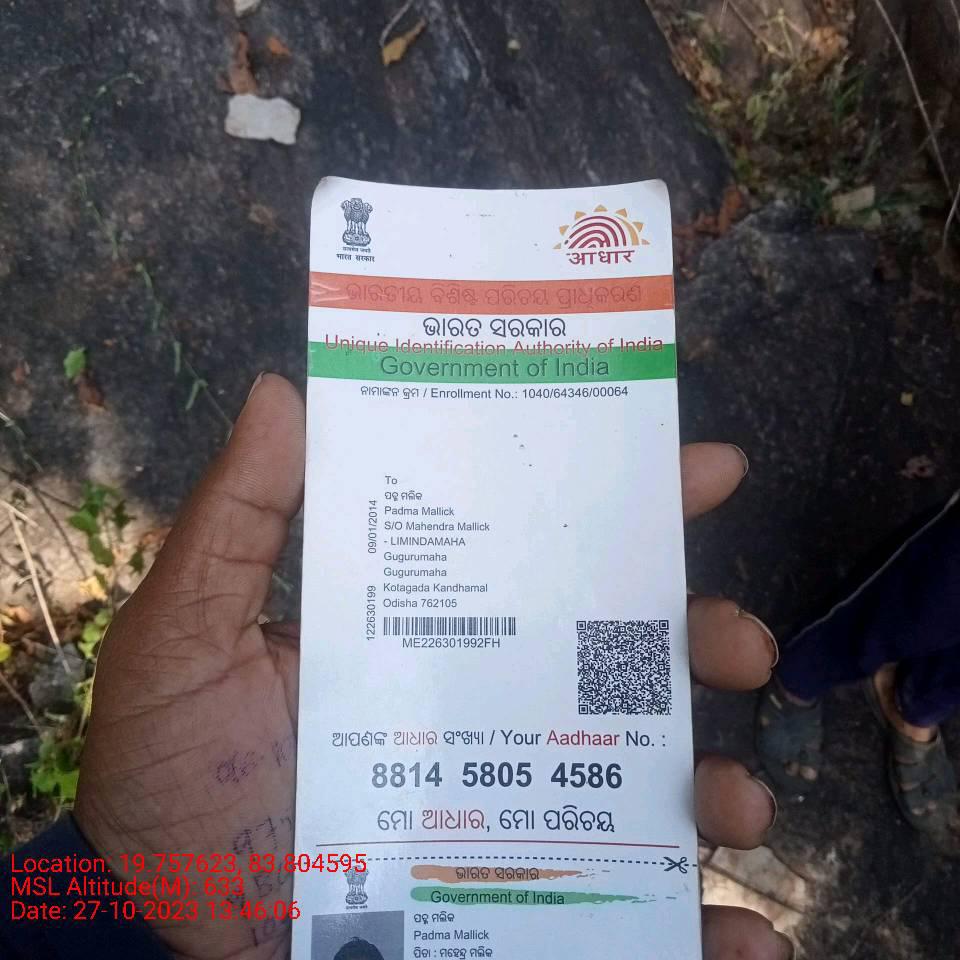 भारत सरकार
आधार
ଭାରତୀୟ ବିଶିଷ୍ଟ ପରିଚୟ ପ୍ରାଧିକରଣ
ଭାରତ ସରକାର
Unique Identification Authority of India
Government of India
ନାମାଙ୍କନ କ୍ରମ / Enrollment No.: 1040/64346/00064
To
ପଦ୍ମ ମଲିକ
Padma Mallick
S/O Mahendra Mallick
- LIMINDAMAHA
Gugurumaha
Gugurumaha
Kotagada Kandhamal
Odisha 762105
122630199 09/01/2014
ME226301992FH
ଆପଣଙ୍କ ଆଧାର ସଂଖ୍ୟା / Your Aadhaar No. :
8814 5805 4586
ମୋ ଆଧାର, ମୋ ପରିଚୟ
ଭାରତ ସରକାର
Government of India
ପଦ୍ମ ମଲିକ
Padma Mallick
ପିତା : ମହେନ୍ଦ୍ର ମଲିକ
Location: 19.757623, 83.804595
MSL Altitude(M): 633
Date: 27-10-2023 13:46:06